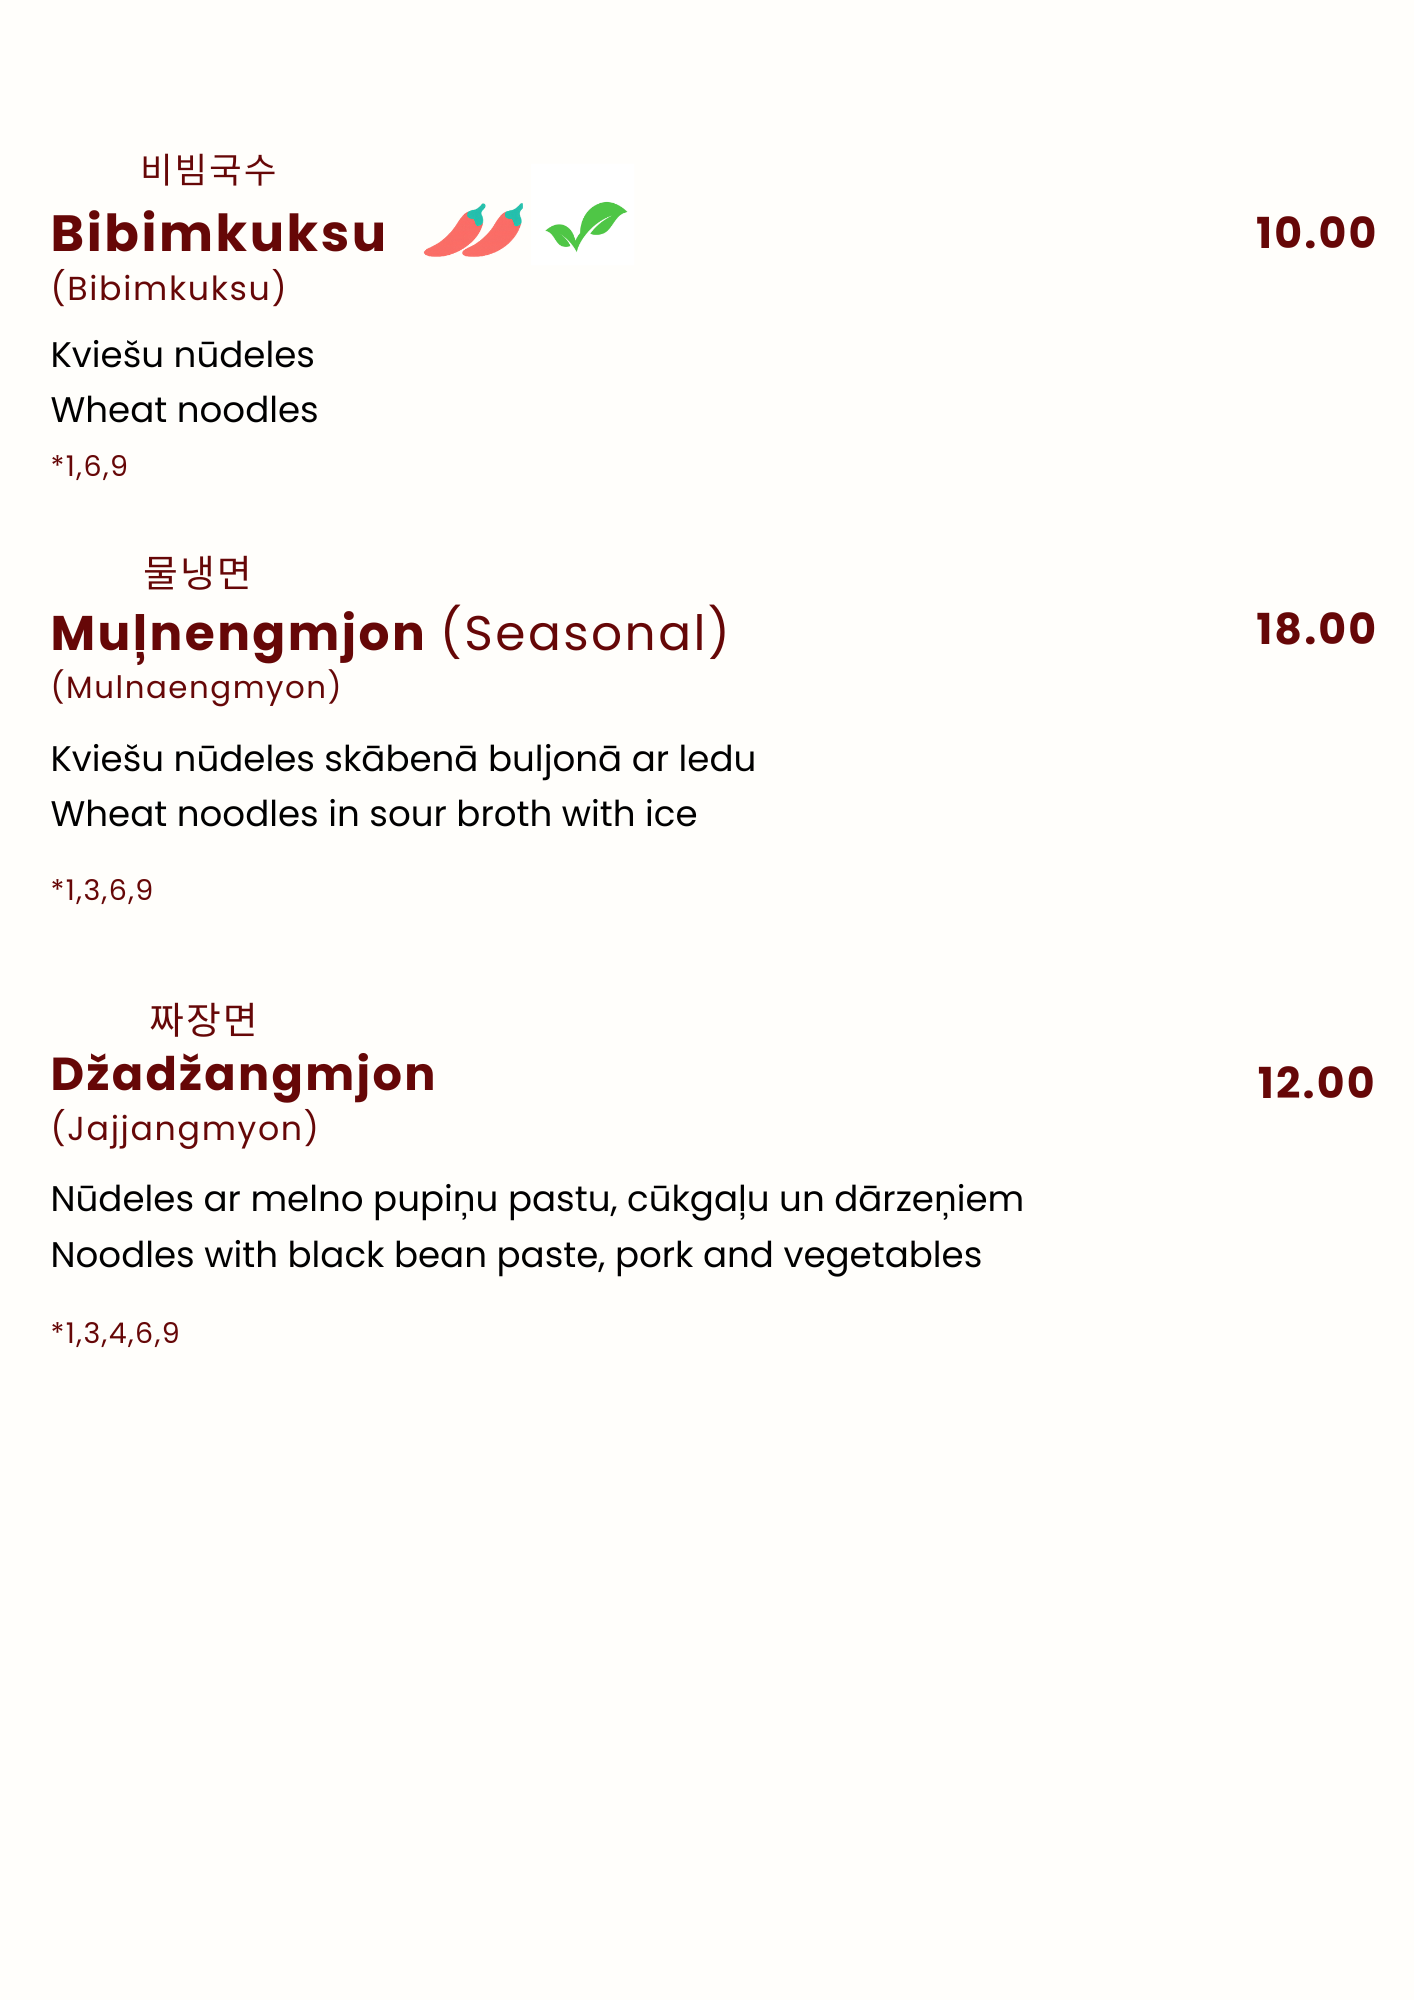 비빔국수
Bibimkuksu 10.00
(Bibimkuksu)
Kviešu nūdeles
Wheat noodles
*1,6,9
물냉면
Muļnengmjon (Seasonal) 18.00
(Mulnaengmyon)
Kviešu nūdeles skābenā buljonā ar ledu
Wheat noodles in sour broth with ice
*1,3,6,9
짜장면
Džadžangmjon 12.00
(Jajjangmyon)
Nūdeles ar melno pupiņu pastu, cūkgaļu un dārzeņiem
Noodles with black bean paste, pork and vegetables
*1,3,4,6,9